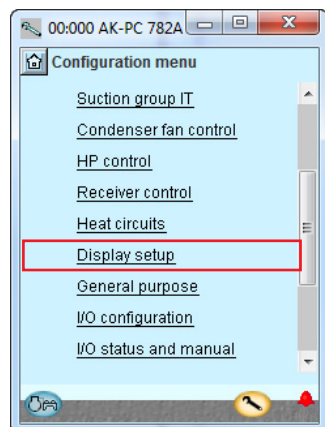 00:000 AK-PC 782A
Configuration menu
Suction group IT
Condenser fan control
HP control
Receiver control
Heat circuits
Display setup
General purpose
I/O configuration
I/O status and manual